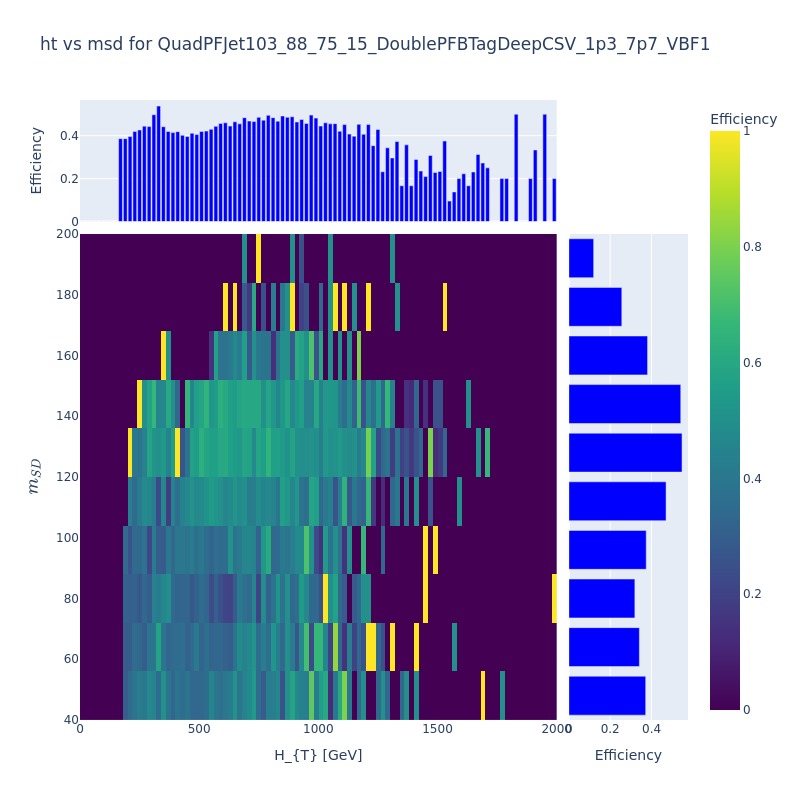 ht vs msd for QuadPFJet103_88_75_15_DoublePFBTagDeepCSV_1p3_7p7_VBF1
Efficiency
0.4
0.2
0
Efficiency
1
0.8
0.6
0.4
0.2
0
m_{SD}
200
180
160
140
120
100
80
60
40
0 500 1000 1500 2000
H_{T} [GeV]
0 0.2 0.4
Efficiency